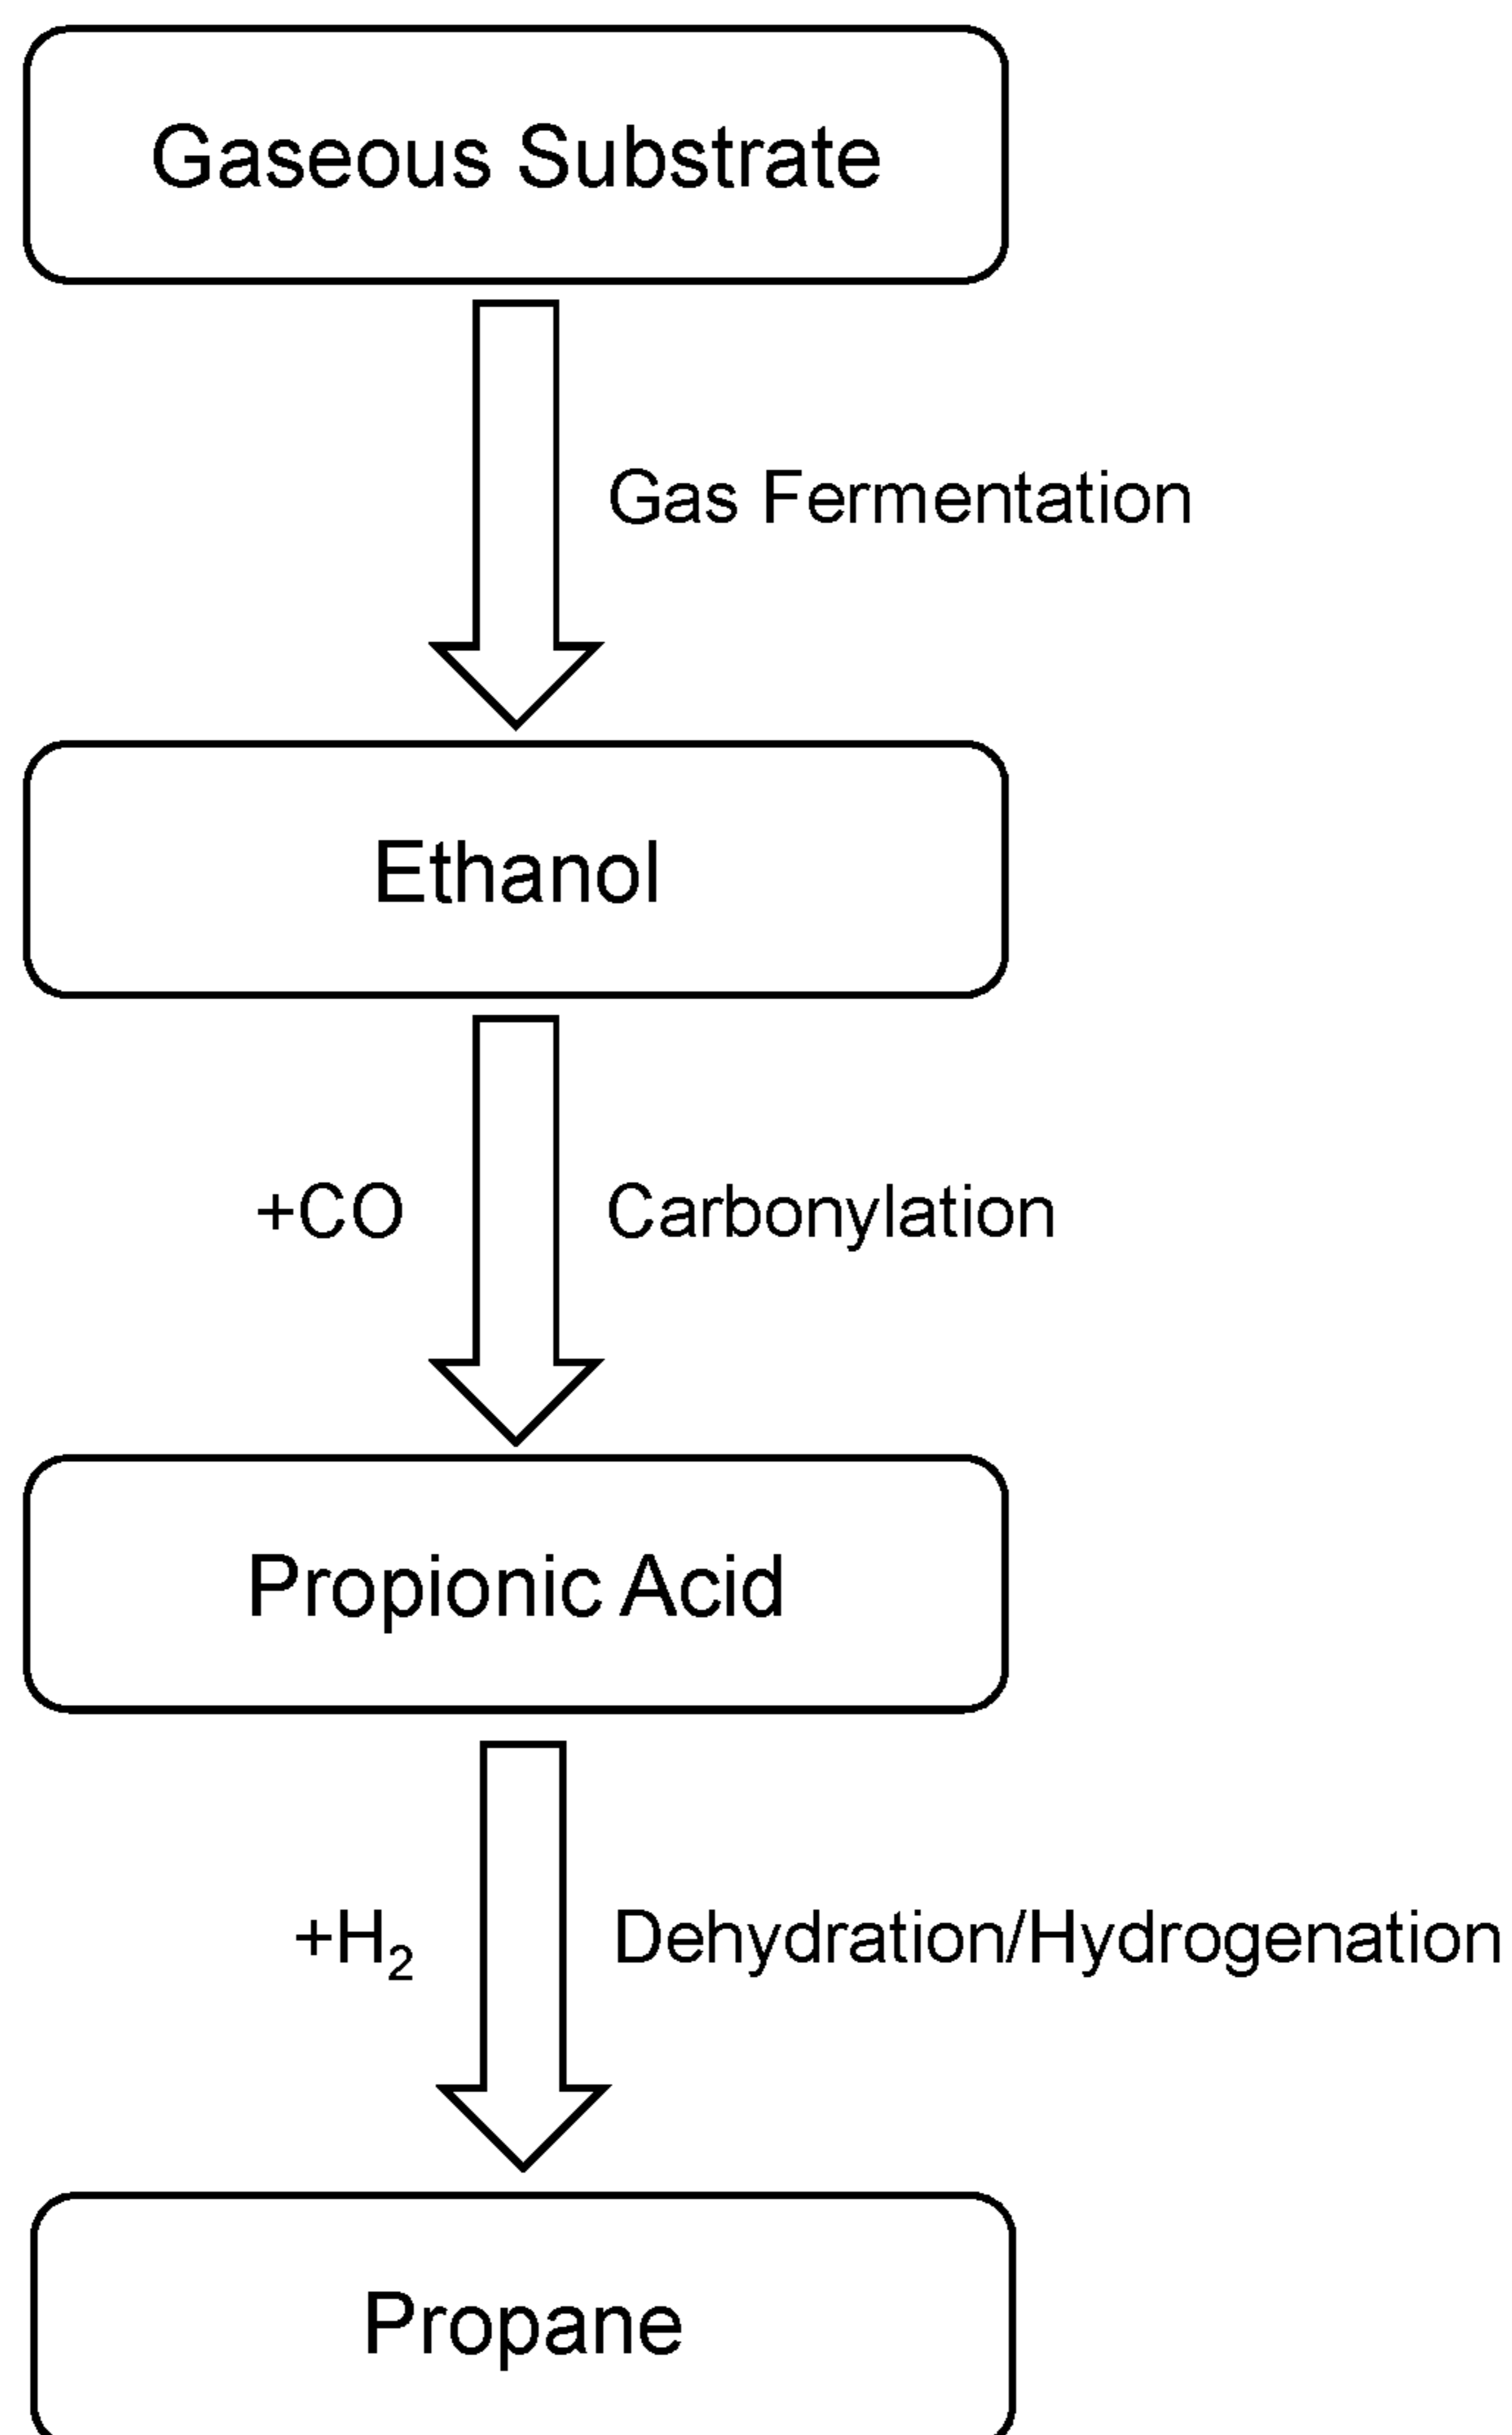 Gaseous Substrate
Gas Fermentation
Ethanol
+CO Carbonylation
Propionic Acid
+H₂ Dehydration/Hydrogenation
Propane